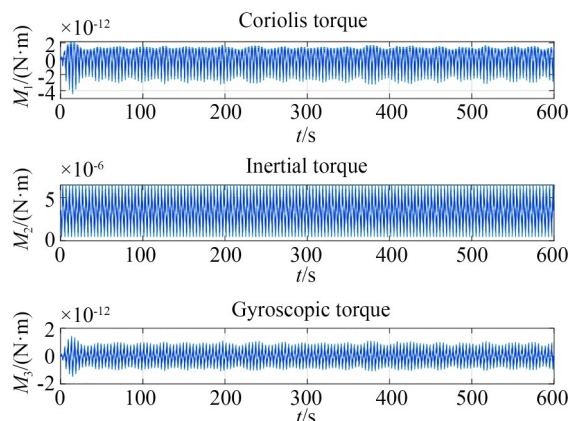 Coriolis torque
×10⁻¹²
M₁/(N·m)
2
0
-2
-4
0 100 200 300 400 500 600
t/s
Inertial torque
×10⁻⁶
M₂/(N·m)
5
0
0 100 200 300 400 500 600
t/s
Gyroscopic torque
×10⁻¹²
M₃/(N·m)
2
0
-2
0 100 200 300 400 500 600
t/s